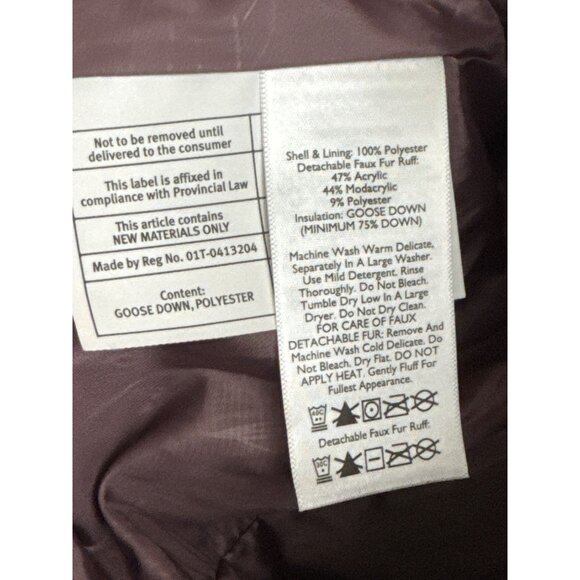 Not to be removed until
delivered to the consumer
This label is affixed in
compliance with Provincial Law
This article contains
NEW MATERIALS ONLY
Made by Reg No. 01T-0413204
Content:
GOOSE DOWN, POLYESTER
Shell & Lining: 100% Polyester
Detachable Faux Fur Ruff:
47% Acrylic
44% Modacrylic
9% Polyester
Insulation: GOOSE DOWN
(MINIMUM 75% DOWN)
Machine Wash Warm Delicate,
Separately In A Large Washer.
Use Mild Detergent. Rinse
Thoroughly. Do Not Bleach.
Tumble Dry Low In A Large
Dryer. Do Not Dry Clean.
FOR CARE OF FAUX
DETACHABLE FUR: Remove And
Machine Wash Cold Delicate. Do
Not Bleach. Dry Flat. DO NOT
APPLY HEAT. Gently Fluff For
Fullest Appearance.
40C
Detachable Faux Fur Ruff:
30C